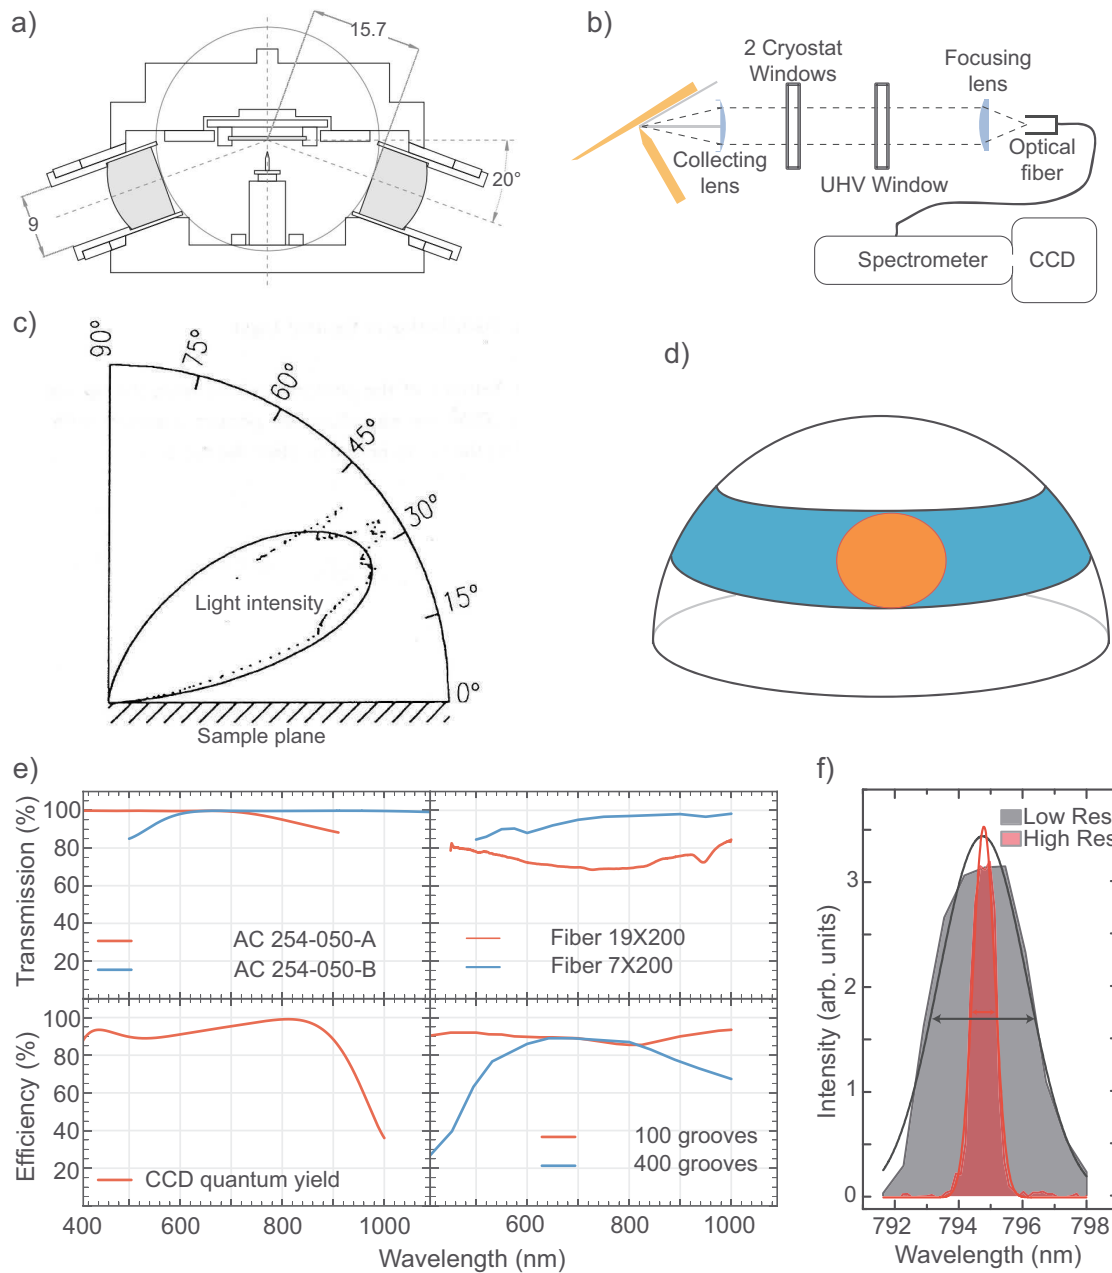 a)
15.7
20°
9
b)
2 Cryostat
Windows
Focusing
lens
Collecting
lens
UHV Window
Optical
fiber
Spectrometer
CCD
c)
90°
75°
60°
45°
30°
15°
0°
Light intensity
Sample plane
d)
e)
Transmission (%)
100
80
60
40
20
AC 254-050-A
AC 254-050-B
Fiber 19X200
Fiber 7X200
Efficiency (%)
100
80
60
40
20
CCD quantum yield
100 grooves
400 grooves
400
600
800
1000
600
800
1000
Wavelength (nm)
f)
Low Res
High Res
Intensity (arb. units)
3
2
1
0
792
794
796
798
Wavelength (nm)